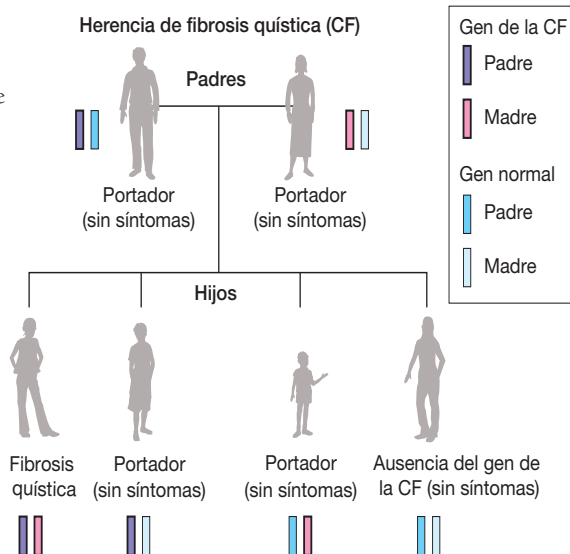 Herencia de fibrosis quística (CF)
e
Padres
Portador
(sin síntomas)
Portador
(sin síntomas)
Gen de la CF
Padre
Madre
Gen normal
Padre
Madre
Hijos
Fibrosis
quística
Portador
(sin síntomas)
Portador
(sin síntomas)
Ausencia del gen de
la CF (sin síntomas)